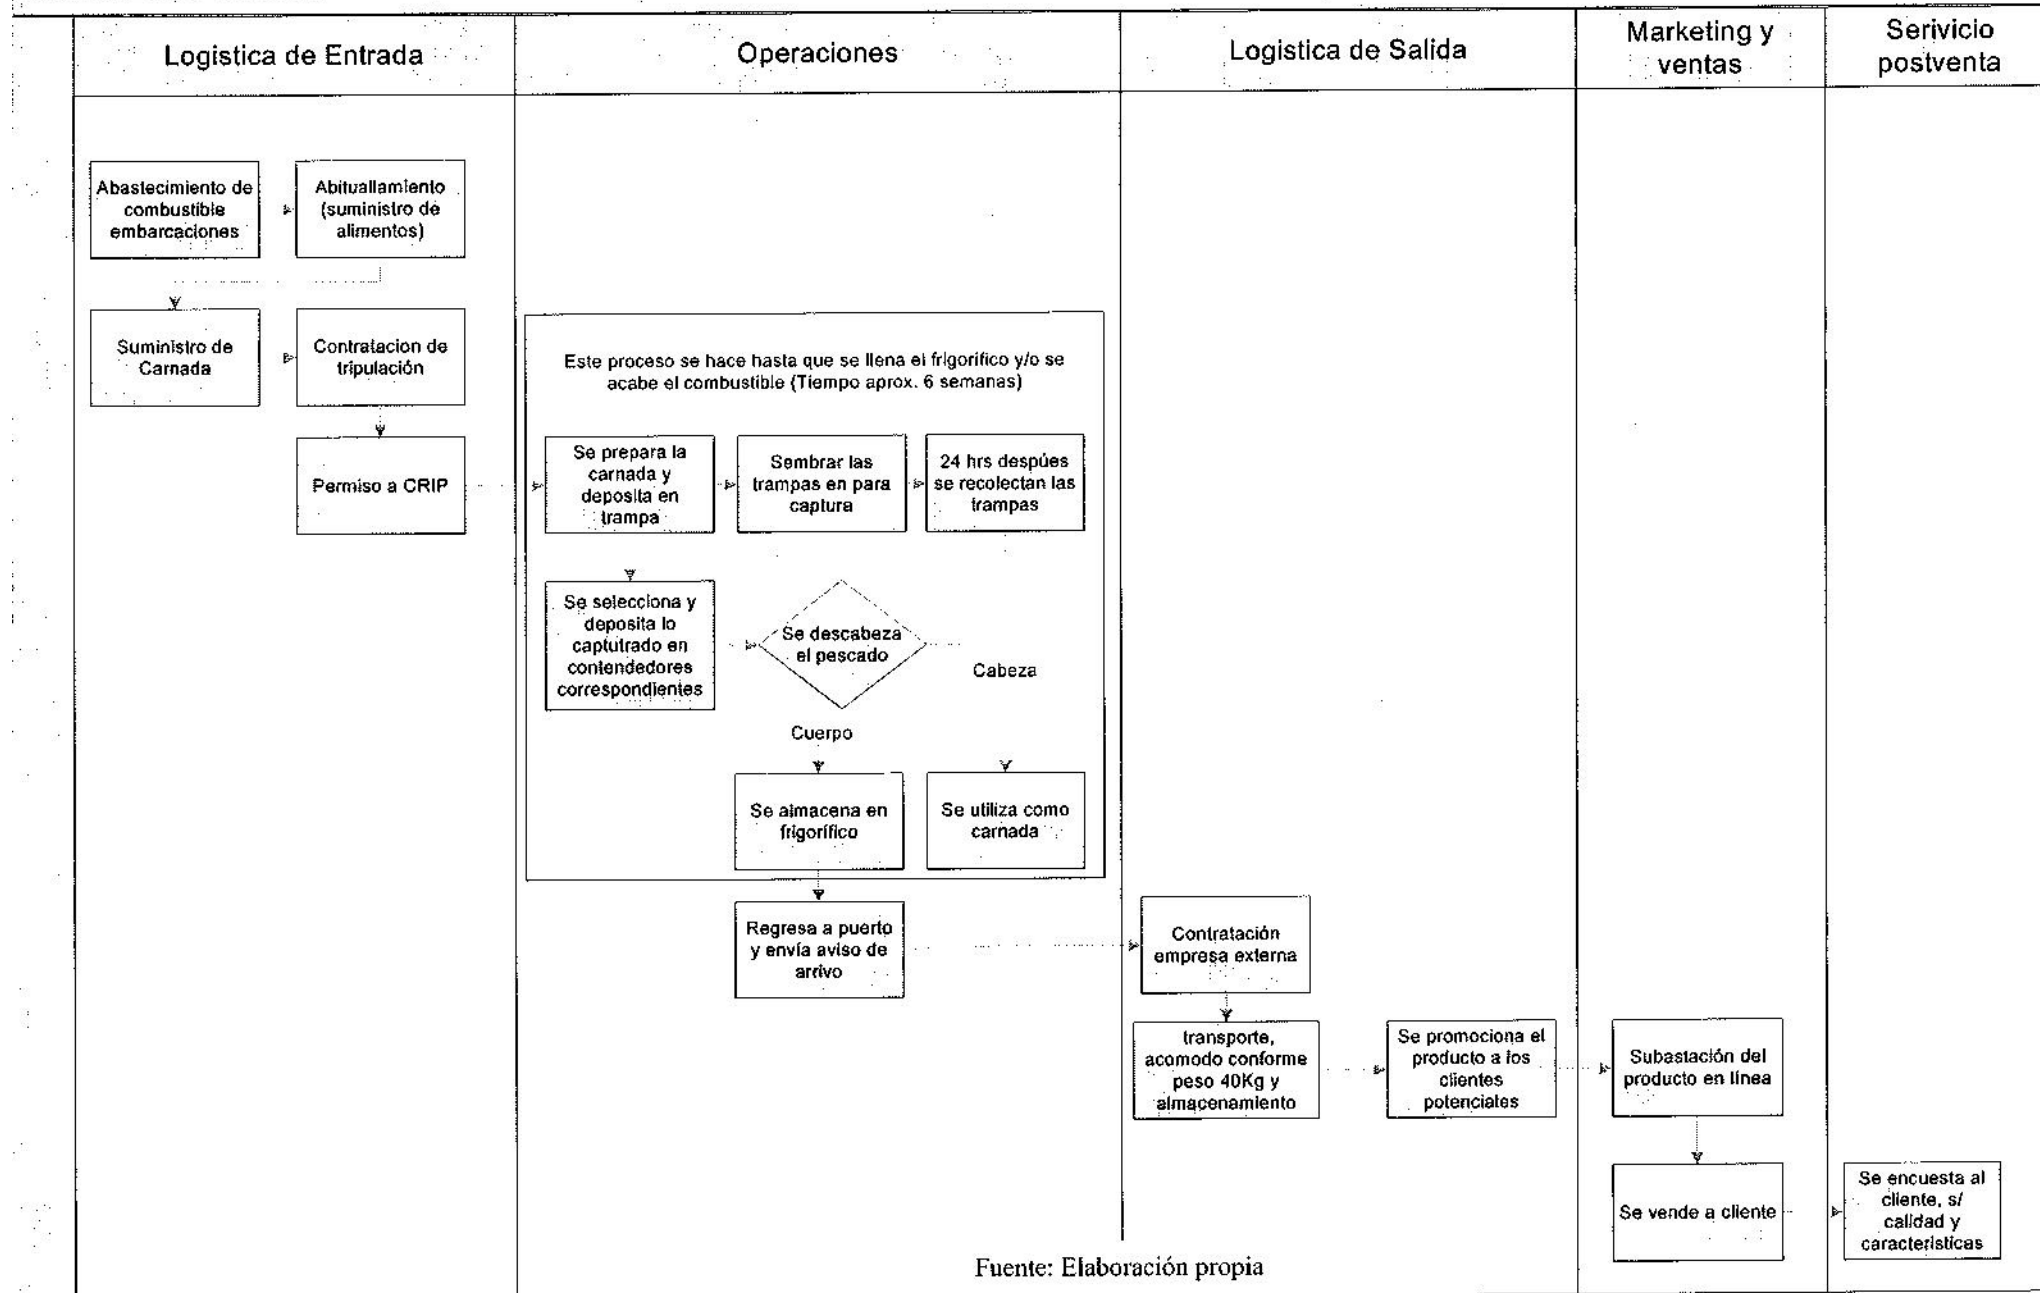 Logistica de Entrada
Operaciones
Logistica de Salida
Marketing y
ventas
Serivicio
postventa
Abastecimiento de
combustible
embarcaciones
Abituallamiento
(suministro de
alimentos)
Suministro de
Carnada
Contratacion de
tripulación
Permiso a CRIP
Este proceso se hace hasta que se llena el frigorifico y/o se
acabe el combustible (Tiempo aprox. 6 semanas)
Se prepara la
carnada y
deposita en
trampa
Sembrar las
trampas en para
captura
24 hrs despúes
se recolectan las
trampas
Se selecciona y
deposita lo
captutrado en
contendedores
correspondientes
Se descabeza
el pescado
Cabeza
Cuerpo
Se almacena en
frigorífico
Se utiliza como
carnada
Regresa a puerto
y envía aviso de
arrivo
Contratación
empresa externa
transporte,
acomodo conforme
peso 40Kg y
almacenamiento
Se promociona el
producto a los
clientes
potenciales
Subastación del
producto en línea
Se vende a cliente
Se encuesta al
cliente, s/
calidad y
caracteristicas
Fuente: Elaboración propia